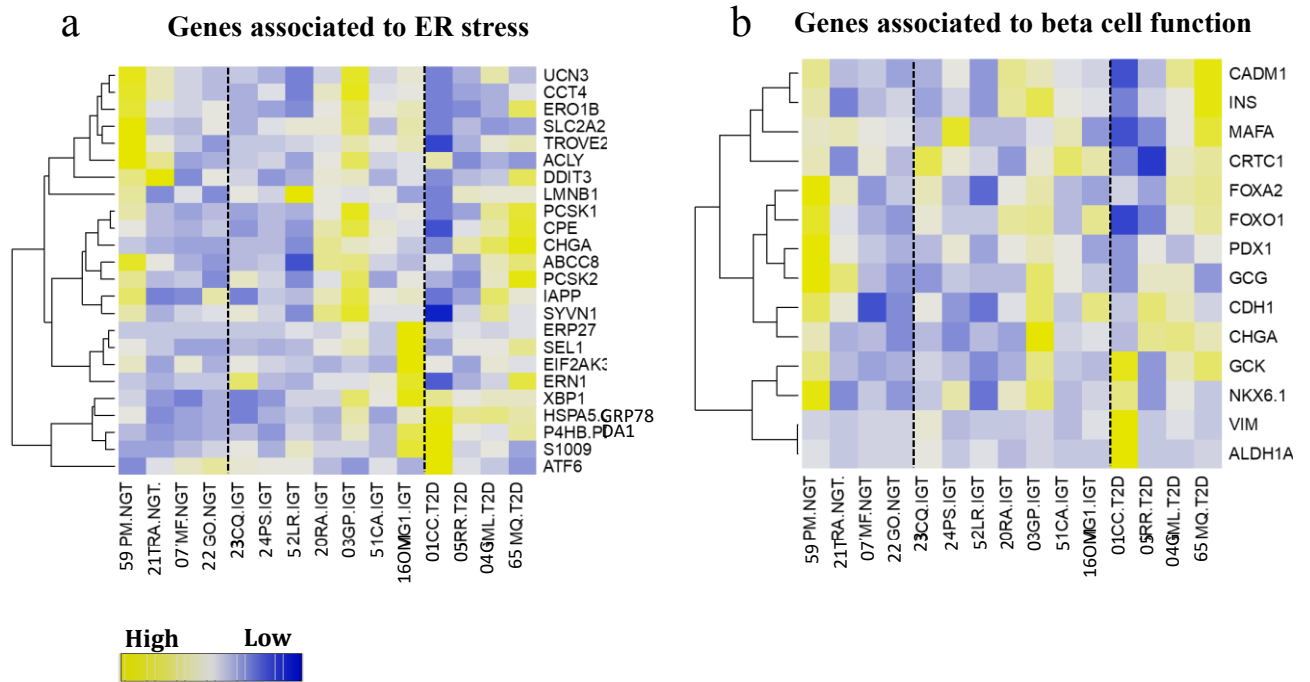 a
Genes associated to ER stress
UCN3
CCT4
ERO1B
SLC2A2
TROVE2
ACLY
DDIT3
LMNB1
PCSK1
CPE
CHGA
ABCC8
PCSK2
IAPP
SYVN1
ERP27
SEL1
EIF2AK3
ERN1
XBP1
HSPA5.GRP78
P4HB.PDA1
S1009
ATF6
59 PM.NGT
21TRA.NGT.
07'MF.NGT
22 GO.NGT
23CQ.IGT
24PS.IGT
52LR.IGT
20RA.IGT
03GP.IGT
51CA.IGT
16OMG1.IGT
01CC.T2D
05RR.T2D
04GML.T2D
65 MQ.T2D
High Low
b
Genes associated to beta cell function
CADM1
INS
MAFA
CRTC1
FOXA2
FOXO1
PDX1
GCG
CDH1
CHGA
GCK
NKX6.1
VIM
ALDH1A
59 PM.NGT
21TRA.NGT.
07'MF.NGT
22 GO.NGT
23CQ.IGT
24PS.IGT
52LR.IGT
20RA.IGT
03GP.IGT
51CA.IGT
16OMG1.IGT
01CC.T2D
05RR.T2D
04GML.T2D
65 MQ.T2D